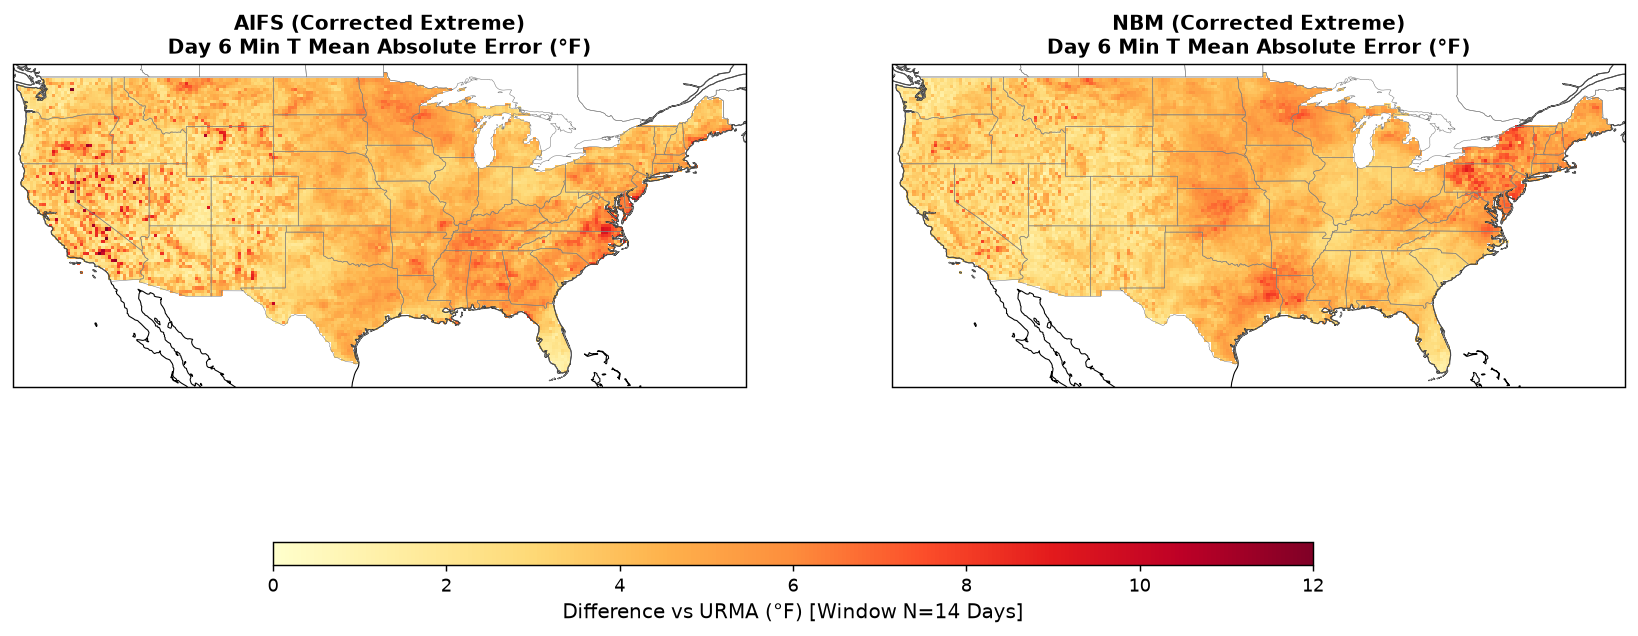 AIFS (Corrected Extreme)
Day 6 Min T Mean Absolute Error (°F)
NBM (Corrected Extreme)
Day 6 Min T Mean Absolute Error (°F)
0 2 4 6 8 10 12
Difference vs URMA (°F) [Window N=14 Days]